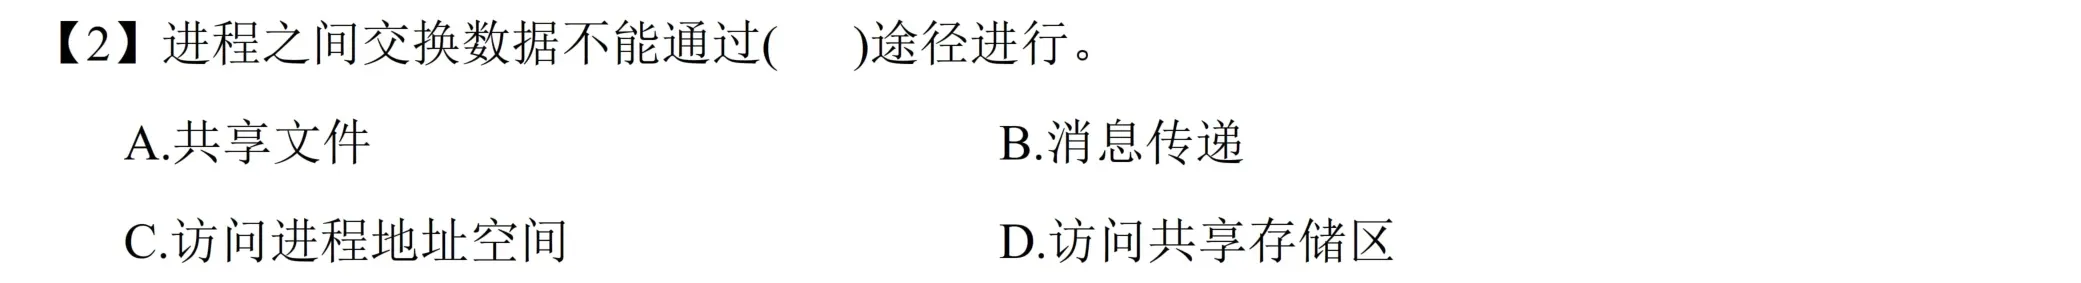 【2】进程之间交换数据不能通过(  )途径进行。
A.共享文件 B.消息传递
C.访问进程地址空间 D.访问共享存储区